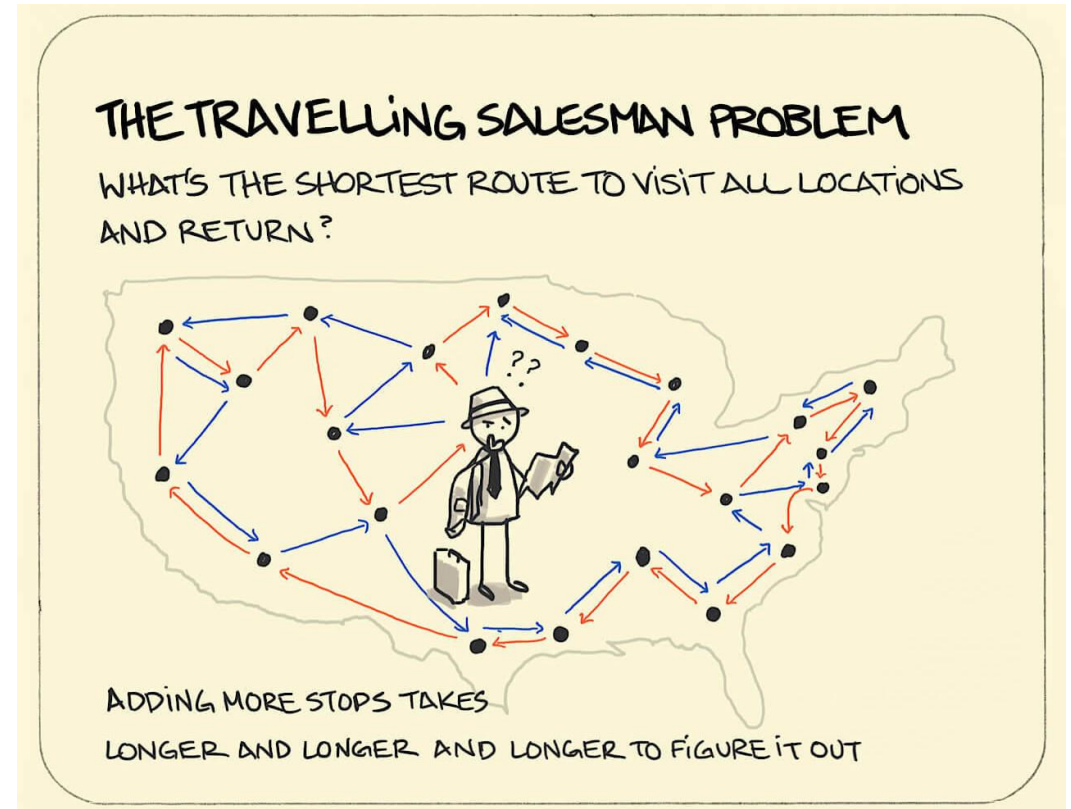 THE TRAVELLING SALESMAN PROBLEM
WHAT'S THE SHORTEST ROUTE TO VISIT ALL LOCATIONS
AND RETURN?
??
ADDING MORE STOPS TAKES
LONGER AND LONGER AND LONGER TO FIGURE IT OUT